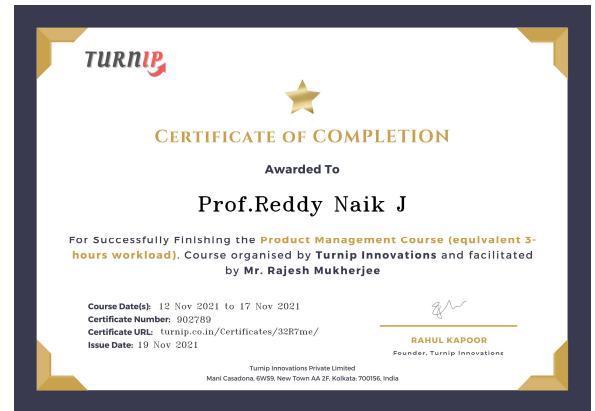 TURNIP
CERTIFICATE OF COMPLETION
Awarded To
Prof.Reddy Naik J
For Successfully Finishing the Product Management Course (equivalent 3-
hours workload). Course organised by Turnip Innovations and facilitated
by Mr. Rajesh Mukherjee
Course Date(s): 12 Nov 2021 to 17 Nov 2021
Certificate Number: 902789
Certificate URL: turnip.co.in/Certificates/32R7me/
Issue Date: 19 Nov 2021
RAHUL KAPOOR
Founder, Turnip Innovations
Turnip Innovations Private Limited
Mani Casadona, 6W59, New Town AA 2F, Kolkata: 700156, India